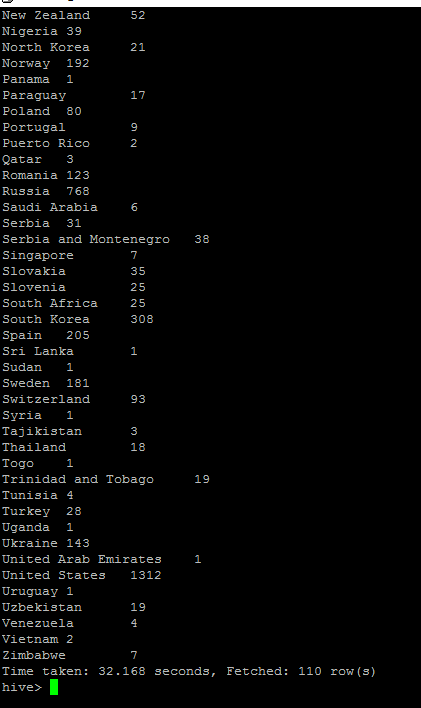 New Zealand 52
Nigeria 39
North Korea 21
Norway 192
Panama 1
Paraguay 17
Poland 80
Portugal 9
Puerto Rico 2
Qatar 3
Romania 123
Russia 768
Saudi Arabia 6
Serbia 31
Serbia and Montenegro 38
Singapore 7
Slovakia 35
Slovenia 25
South Africa 25
South Korea 308
Spain 205
Sri Lanka 1
Sudan 1
Sweden 181
Switzerland 93
Syria 1
Tajikistan 3
Thailand 18
Togo 1
Trinidad and Tobago 19
Tunisia 4
Turkey 28
Uganda 1
Ukraine 143
United Arab Emirates 1
United States 1312
Uruguay 1
Uzbekistan 19
Venezuela 4
Vietnam 2
Zimbabwe 7
Time taken: 32.168 seconds, Fetched: 110 row(s)
hive>